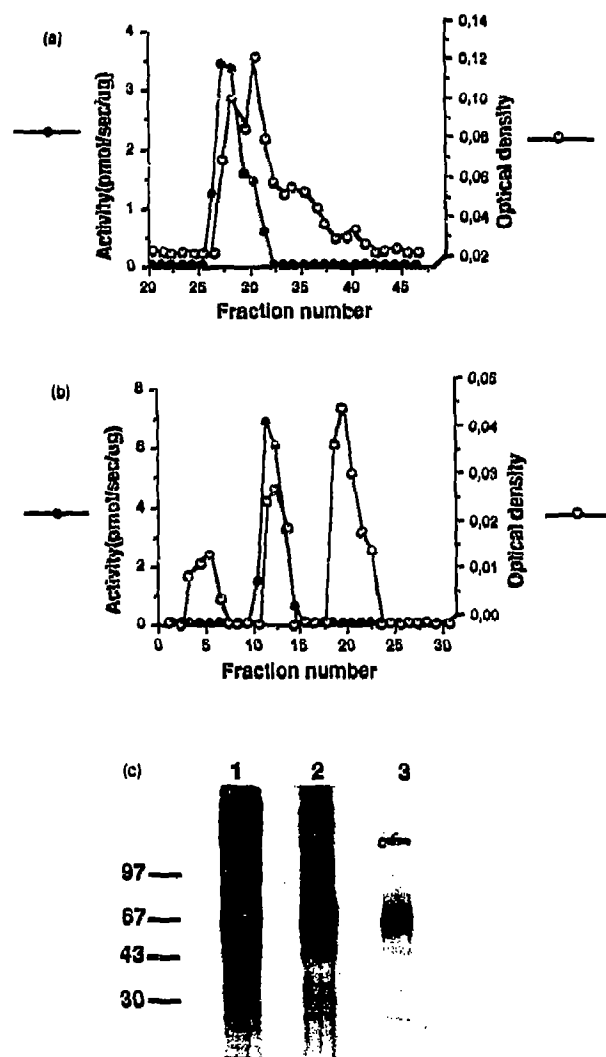 (a)
Activity(pmol/sec/ug)
4
3
2
1
0
0,14
0,12
0,10
0,08
0,06
0,04
0,02
Optical density
20 25 30 35 40 45
Fraction number
(b)
Activity(pmol/sec/ug)
8
6
4
2
0
0,05
0,04
0,03
0,02
0,01
0,00
Optical density
0 5 10 15 20 25 30
Fraction number
(c) 1 2 3
97
67
43
30